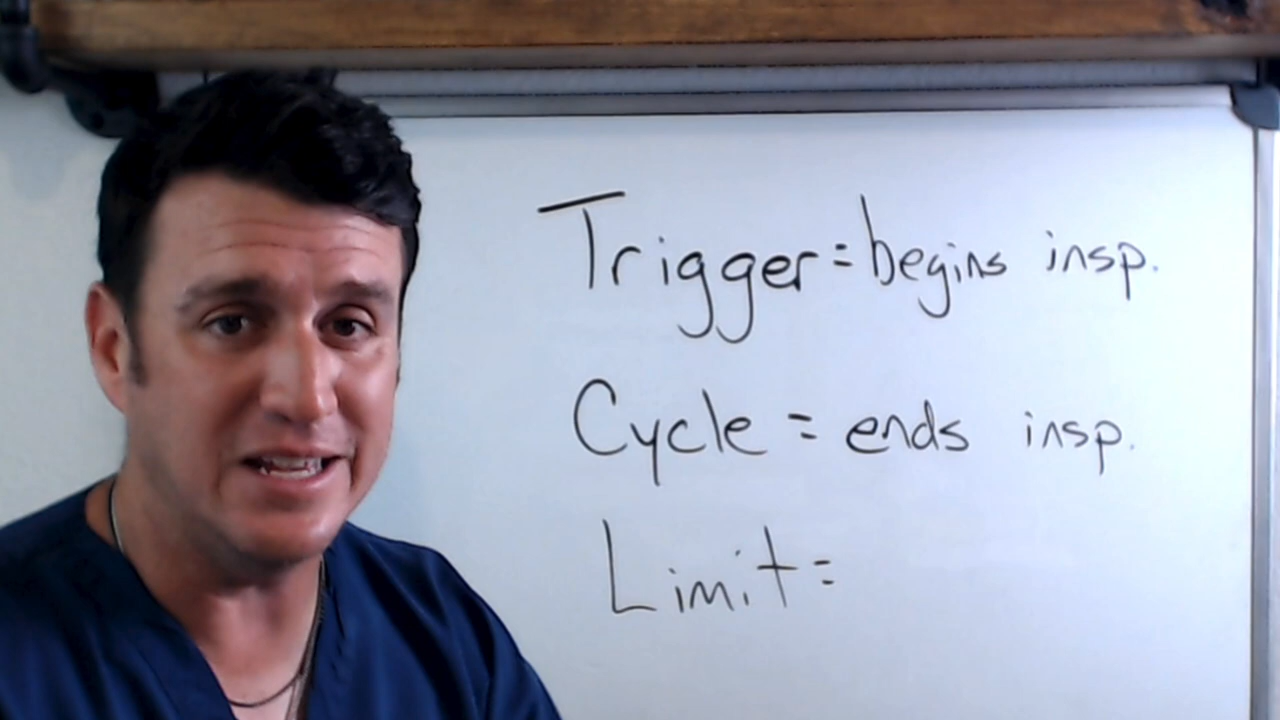 Trigger = begins insp.
Cycle = ends insp.
Limit =